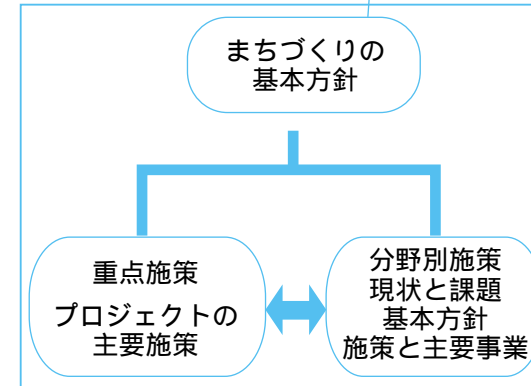 まちづくりの
基本方針
重点施策
プロジェクトの
主要施策
分野別施策
現状と課題
基本方針
施策と主要事業